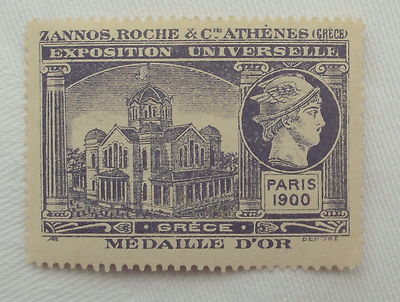 ZANNOS, ROCHE & Cⁱᵉ ATHÈNES (GRÈCE)
EXPOSITION UNIVERSELLE
PARIS
1900
GRÈCE
MÉDAILLE D'OR
DÉPOSÉ